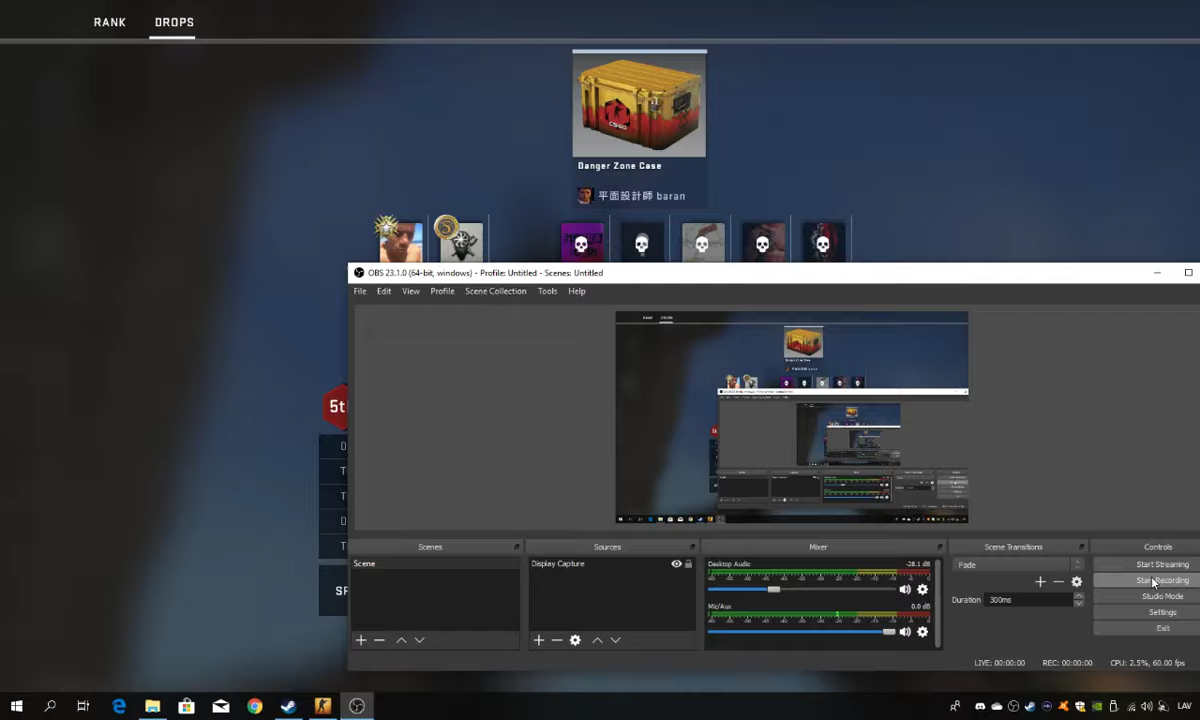 RANK DROPS
CS:GO
Danger Zone Case
平面設計師 baran
5
OBS 23.1.0 (64-bit, windows) - Profile: Untitled - Scenes: Untitled
File Edit View Profile Scene Collection Tools Help
5t
D
T
T
D
T
SF
Scenes Sources Mixer Scene Transitions Controls
Scene
Display Capture
Desktop Audio -28.1 dB
Mic/Aux 0.0 dB
Fade
Duration 300ms
Start Streaming
Start Recording
Studio Mode
Settings
Exit
LIVE: 00:00:00 REC: 00:00:00 CPU: 2.5%, 60.00 fps
LAV